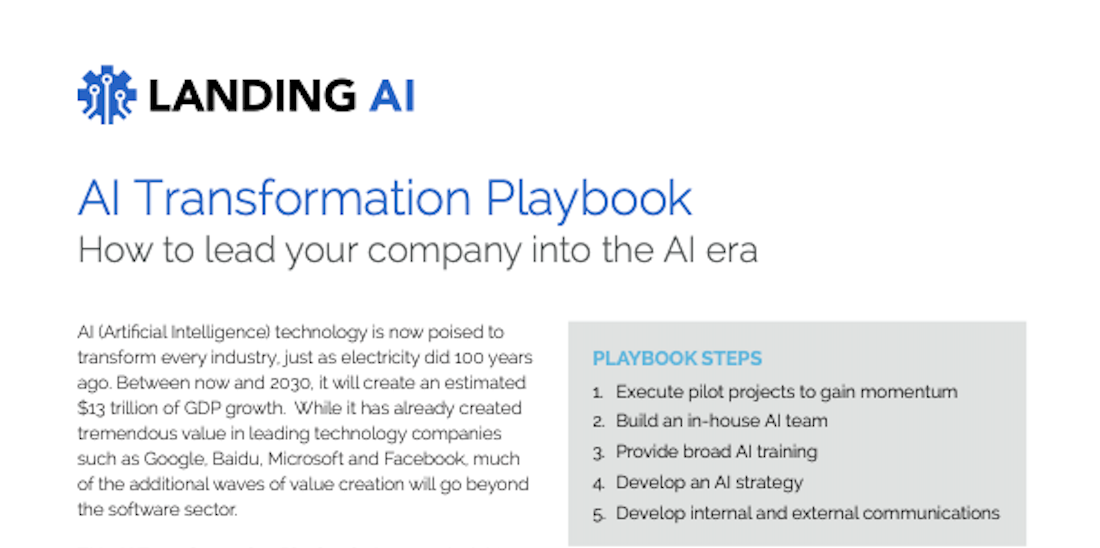 LANDING AI
AI Transformation Playbook
How to lead your company into the AI era
AI (Artificial Intelligence) technology is now poised to
transform every industry, just as electricity did 100 years
ago. Between now and 2030, it will create an estimated
$13 trillion of GDP growth.  While it has already created
tremendous value in leading technology companies
such as Google, Baidu, Microsoft and Facebook, much
of the additional waves of value creation will go beyond
the software sector.
PLAYBOOK STEPS
1. Execute pilot projects to gain momentum
2. Build an in-house AI team
3. Provide broad AI training
4. Develop an AI strategy
5. Develop internal and external communications